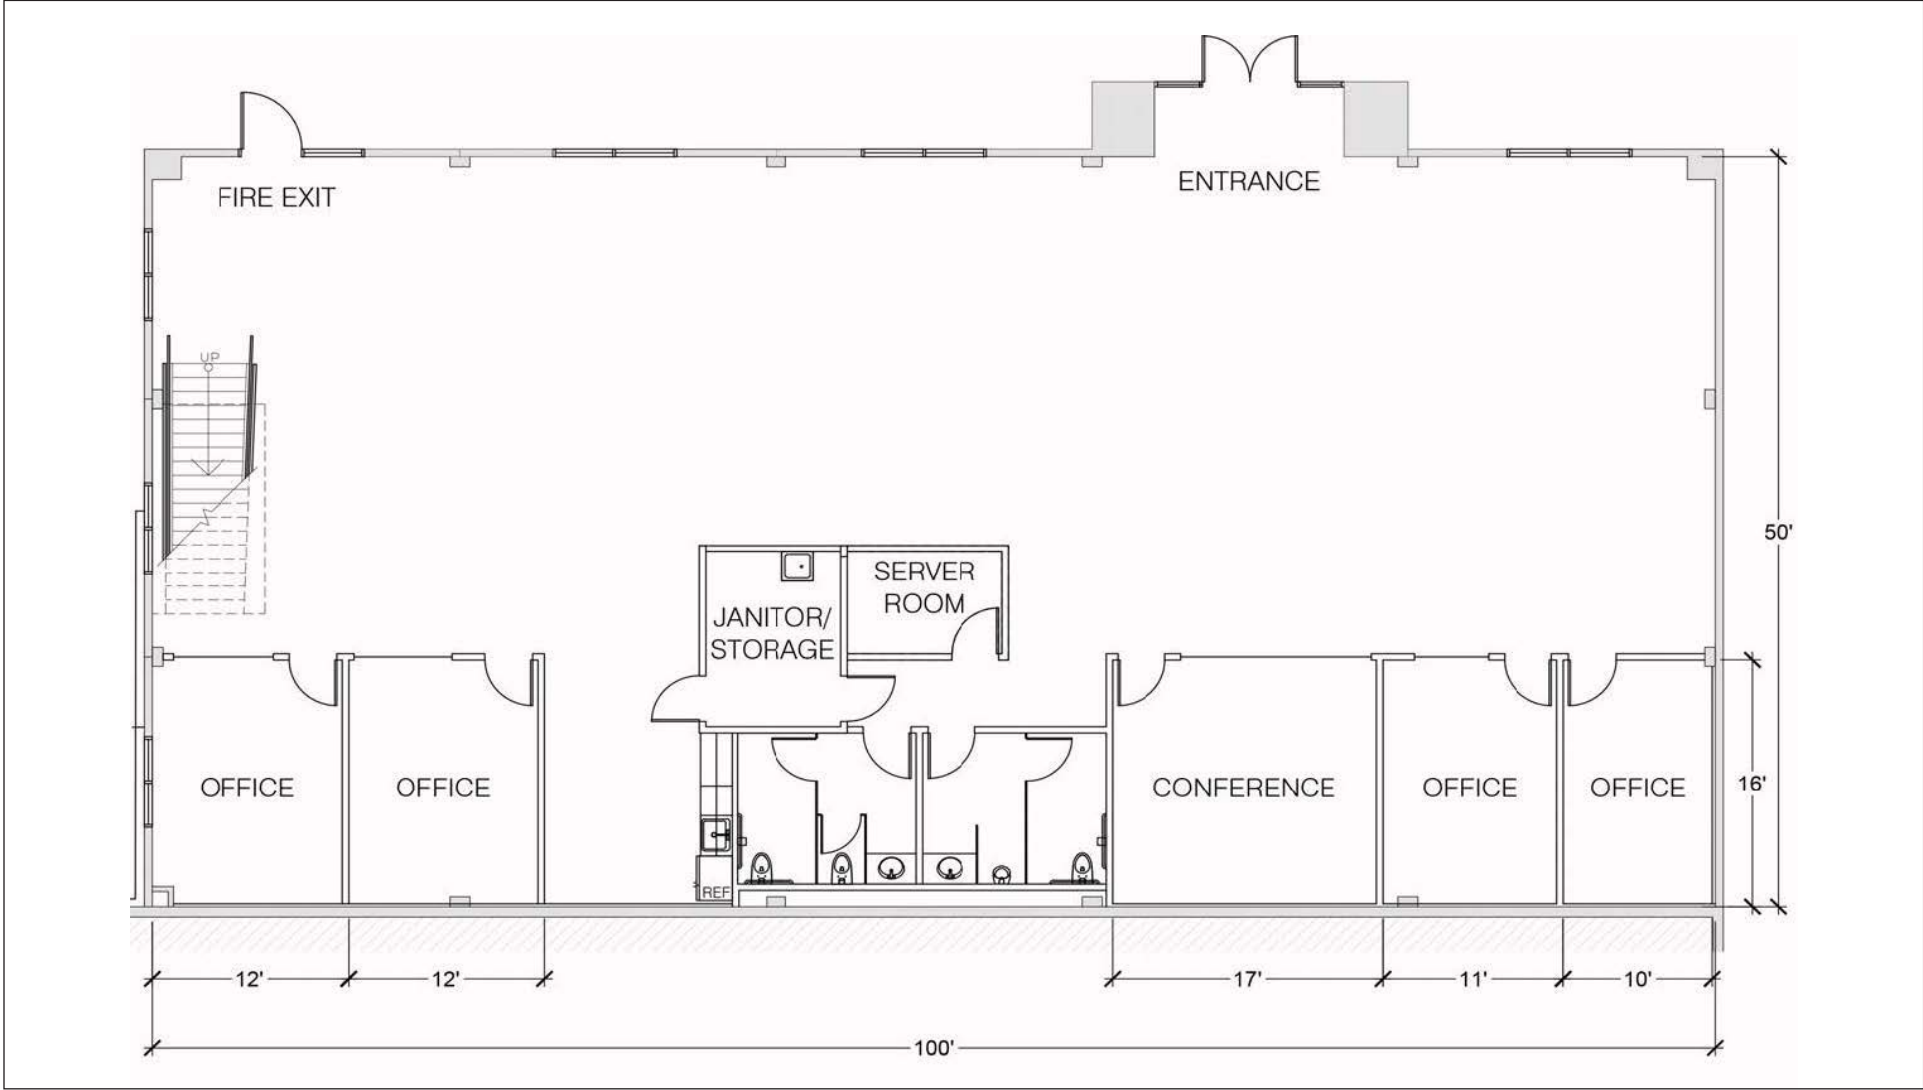 FIRE EXIT
ENTRANCE
UP
50'
SERVER
ROOM
JANITOR/
STORAGE
OFFICE
OFFICE
CONFERENCE
OFFICE
OFFICE
16'
REF
12'
12'
17'
11'
10'
100'